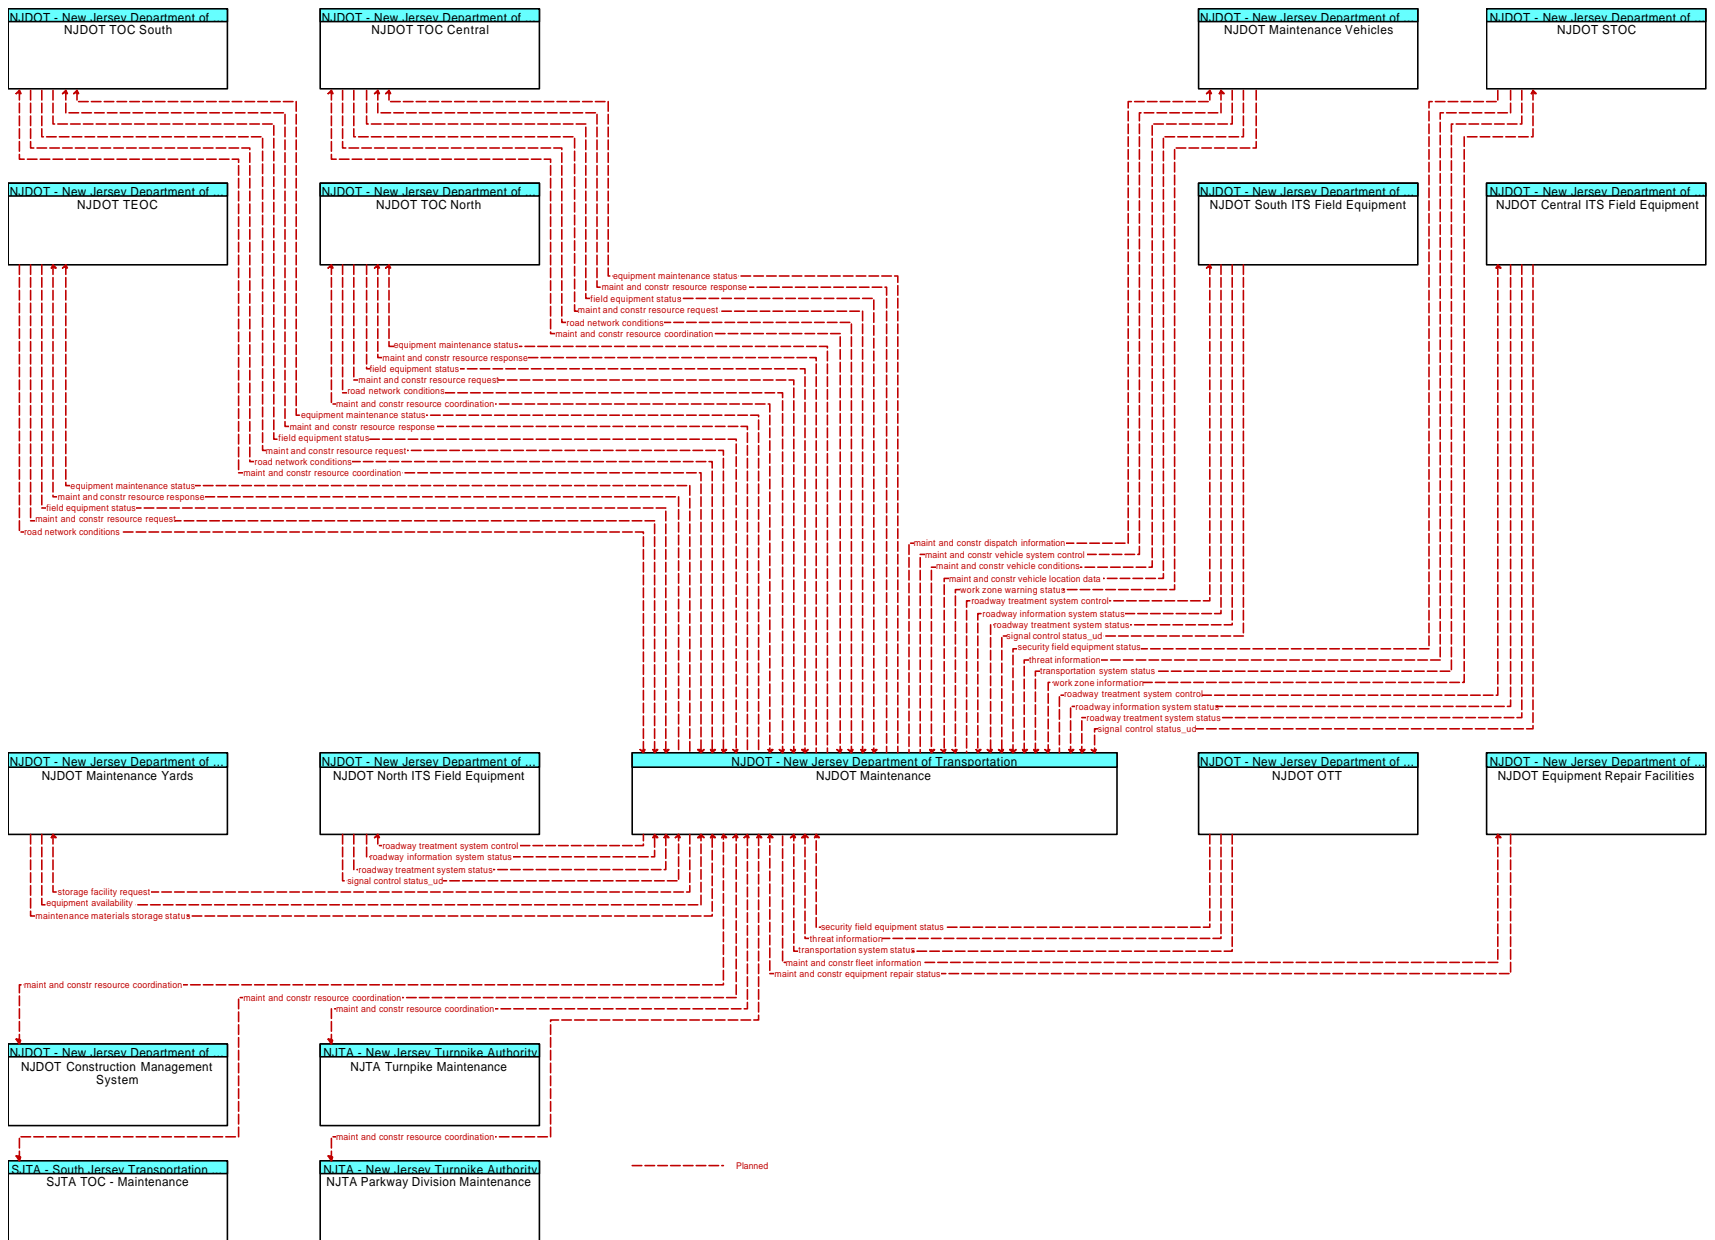 NJDOT - New Jersey Department of ...
NJDOT TOC South
NJDOT - New Jersey Department of ...
NJDOT TOC Central
NJDOT - New Jersey Department of ...
NJDOT Maintenance Vehicles
NJDOT - New Jersey Department of ...
NJDOT STOC
NJDOT - New Jersey Department of ...
NJDOT TEOC
NJDOT - New Jersey Department of ...
NJDOT TOC North
NJDOT - New Jersey Department of ...
NJDOT South ITS Field Equipment
NJDOT - New Jersey Department of ...
NJDOT Central ITS Field Equipment
equipment maintenance status
maint and constr resource response
field equipment status
maint and constr resource request
road network conditions
maint and constr resource coordination
equipment maintenance status
maint and constr resource response
field equipment status
maint and constr resource request
road network conditions
maint and constr resource coordination
equipment maintenance status
maint and constr resource response
field equipment status
maint and constr resource request
road network conditions
maint and constr resource coordination
equipment maintenance status
maint and constr resource response
field equipment status
maint and constr resource request
road network conditions
maint and constr dispatch information
maint and constr vehicle system control
maint and constr vehicle conditions
maint and constr vehicle location data
work zone warning status
roadway treatment system control
roadway information system status
roadway treatment system status
signal control status_ud
security field equipment status
threat information
transportation system status
work zone information
roadway treatment system control
roadway information system status
roadway treatment system status
signal control status_ud
NJDOT - New Jersey Department of ...
NJDOT Maintenance Yards
NJDOT - New Jersey Department of ...
NJDOT North ITS Field Equipment
NJDOT - New Jersey Department of Transportation
NJDOT Maintenance
NJDOT - New Jersey Department of ...
NJDOT OTT
NJDOT - New Jersey Department of ...
NJDOT Equipment Repair Facilities
roadway treatment system control
roadway information system status
roadway treatment system status
signal control status_ud
storage facility request
equipment availability
maintenance materials storage status
security field equipment status
threat information
transportation system status
maint and constr fleet information
maint and constr equipment repair status
maint and constr resource coordination
maint and constr resource coordination
maint and constr resource coordination
NJDOT - New Jersey Department of ...
NJDOT Construction Management
System
NJTA - New Jersey Turnpike Authority
NJTA Turnpike Maintenance
maint and constr resource coordination
SJTA - South Jersey Transportation ...
SJTA TOC - Maintenance
NJTA - New Jersey Turnpike Authority
NJTA Parkway Division Maintenance
Planned